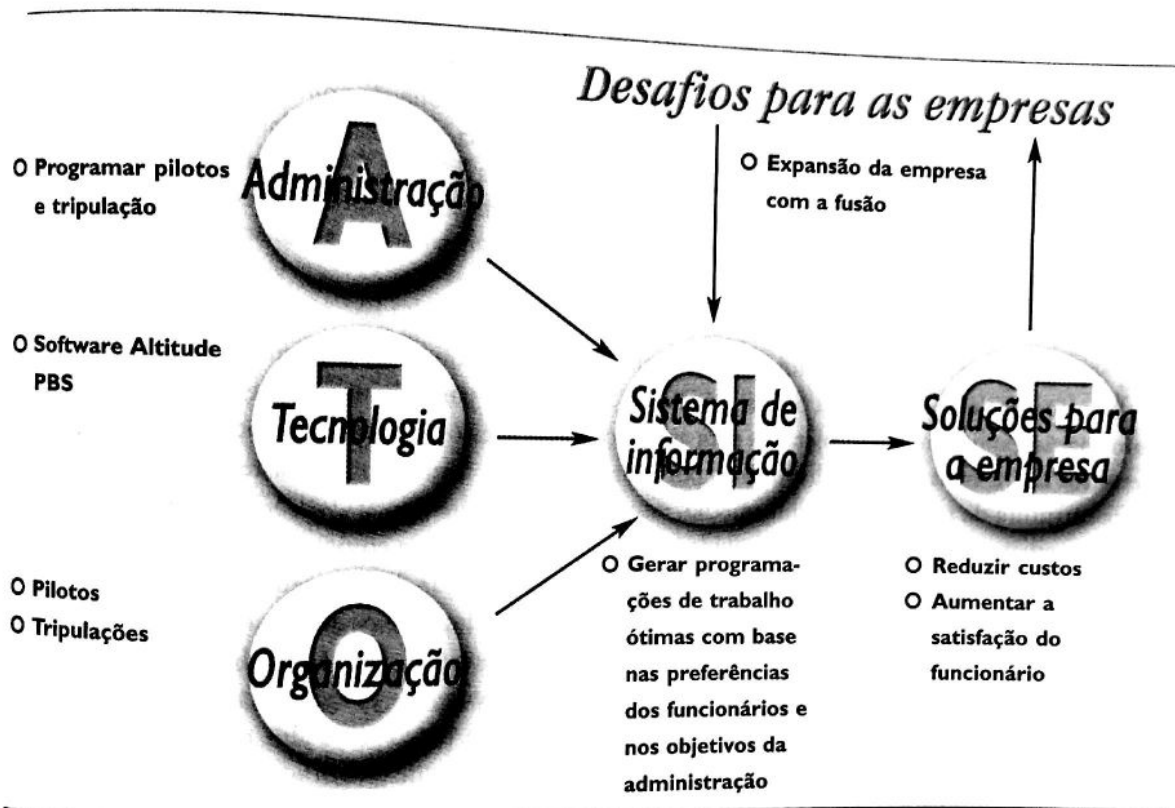 Desafios para as empresas
O Expansão da empresa
com a fusão
O Programar pilotos
e tripulação
A
Administração
O Software Altitude
PBS
T
Tecnologia
O Pilotos
O Tripulações
O
Organização
SI
Sistema de
informação
O Gerar programa-
ções de trabalho
ótimas com base
nas preferências
dos funcionários e
nos objetivos da
administração
SE
Soluções para
a empresa
O Reduzir custos
O Aumentar a
satisfação do
funcionário